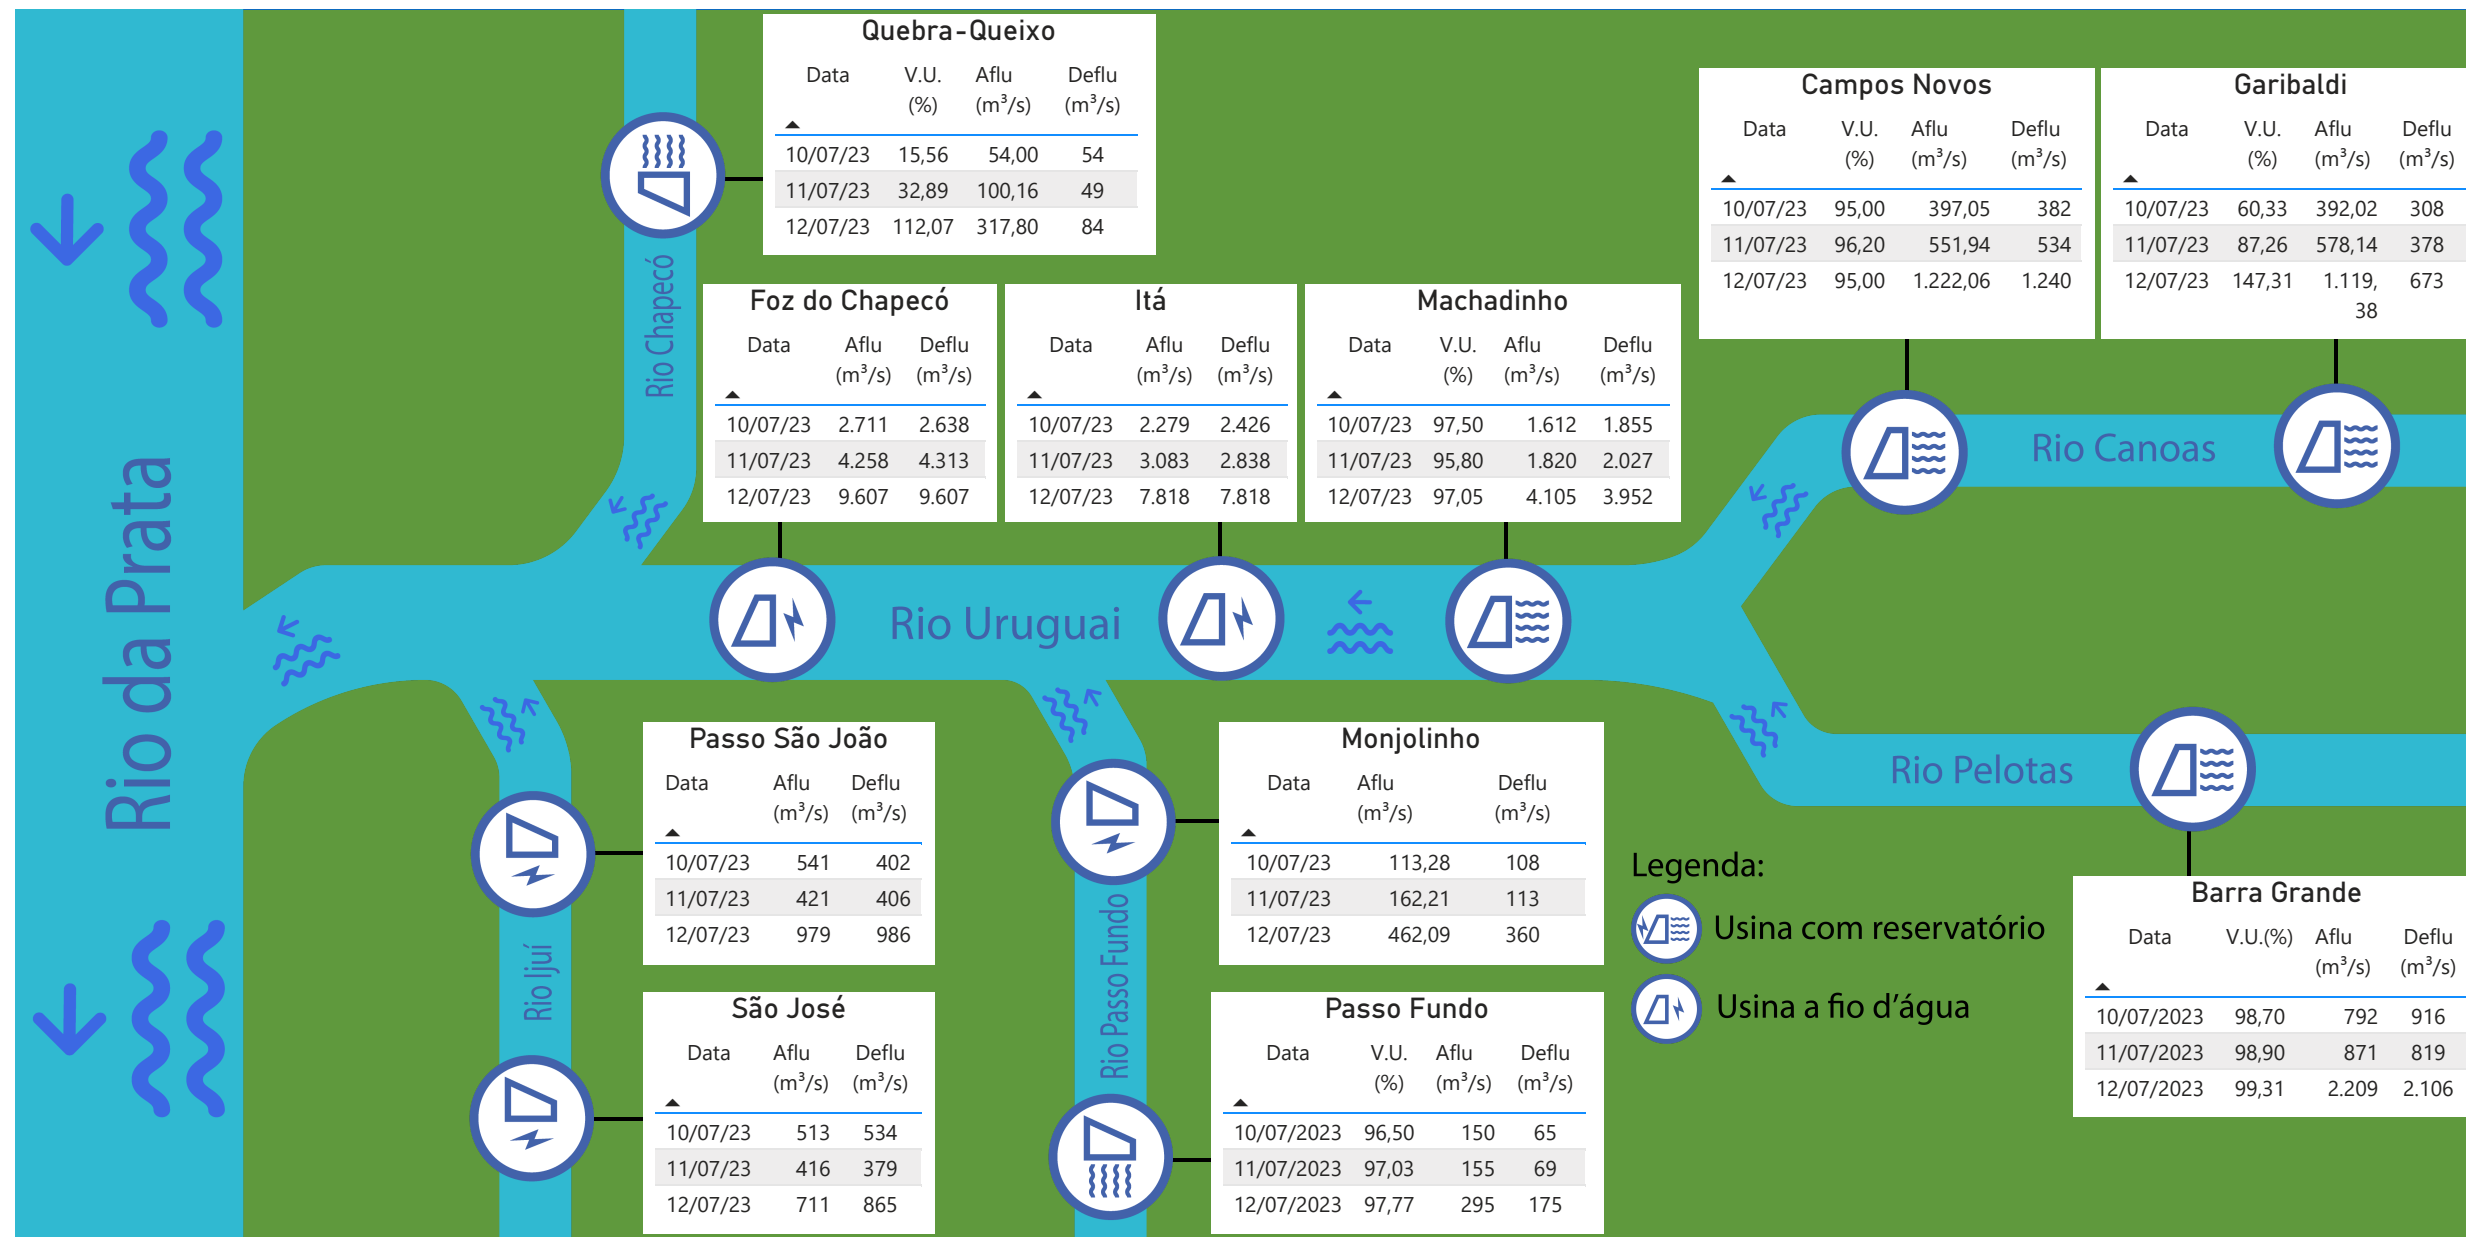 Quebra-Queixo
Data V.U. (%) Aflu (m³/s) Deflu (m³/s)
10/07/23 15,56 54,00 54
11/07/23 32,89 100,16 49
12/07/23 112,07 317,80 84
Campos Novos
Data V.U. (%) Aflu (m³/s) Deflu (m³/s)
10/07/23 95,00 397,05 382
11/07/23 96,20 551,94 534
12/07/23 95,00 1.222,06 1.240
Garibaldi
Data V.U. (%) Aflu (m³/s) Deflu (m³/s)
10/07/23 60,33 392,02 308
11/07/23 87,26 578,14 378
12/07/23 147,31 1.119,38 673
Foz do Chapecó
Data Aflu (m³/s) Deflu (m³/s)
10/07/23 2.711 2.638
11/07/23 4.258 4.313
12/07/23 9.607 9.607
Itá
Data Aflu (m³/s) Deflu (m³/s)
10/07/23 2.279 2.426
11/07/23 3.083 2.838
12/07/23 7.818 7.818
Machadinho
Data V.U. (%) Aflu (m³/s) Deflu (m³/s)
10/07/23 97,50 1.612 1.855
11/07/23 95,80 1.820 2.027
12/07/23 97,05 4.105 3.952
Rio Chapecó
Rio Canoas
Rio da Prata
Rio Uruguai
Rio Pelotas
Passo São João
Data Aflu (m³/s) Deflu (m³/s)
10/07/23 541 402
11/07/23 421 406
12/07/23 979 986
Monjolinho
Data Aflu (m³/s) Deflu (m³/s)
10/07/23 113,28 108
11/07/23 162,21 113
12/07/23 462,09 360
Rio Ijuí
Rio Passo Fundo
Legenda:
Usina com reservatório
Usina a fio d’água
Barra Grande
Data V.U.(%) Aflu (m³/s) Deflu (m³/s)
10/07/2023 98,70 792 916
11/07/2023 98,90 871 819
12/07/2023 99,31 2.209 2.106
São José
Data Aflu (m³/s) Deflu (m³/s)
10/07/23 513 534
11/07/23 416 379
12/07/23 711 865
Passo Fundo
Data V.U. (%) Aflu (m³/s) Deflu (m³/s)
10/07/2023 96,50 150 65
11/07/2023 97,03 155 69
12/07/2023 97,77 295 175